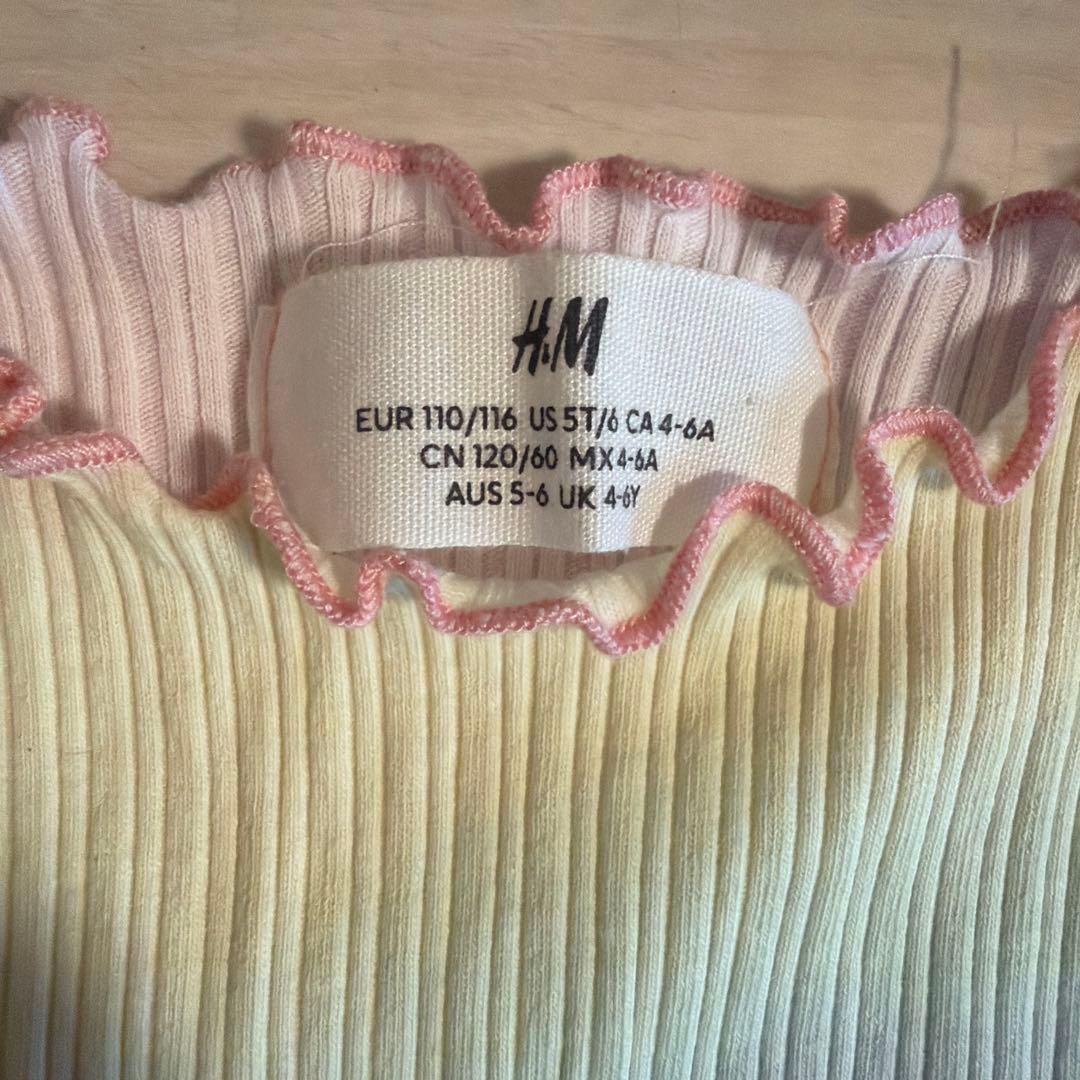 H&M
EUR 110/116 US 5T/6 CA 4-6A
CN 120/60 MX 4-6A
AUS 5-6 UK 4-6Y